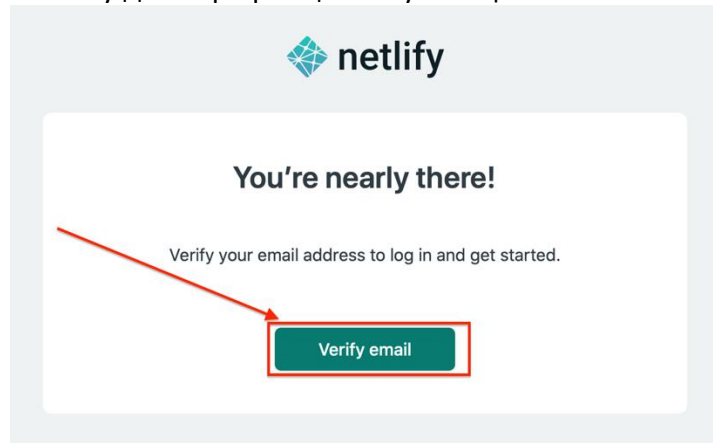 netlify
You’re nearly there!
Verify your email address to log in and get started.
Verify email